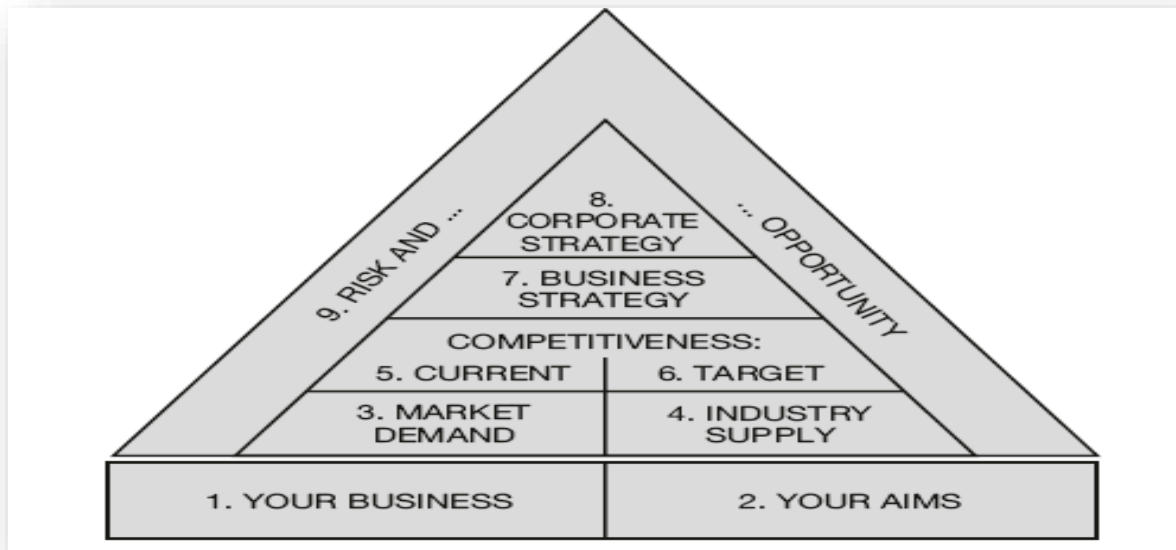 8.
CORPORATE
STRATEGY
7. BUSINESS
STRATEGY
COMPETITIVENESS:
5. CURRENT
6. TARGET
3. MARKET
DEMAND
4. INDUSTRY
SUPPLY
9. RISK AND ...
... OPPORTUNITY
1. YOUR BUSINESS
2. YOUR AIMS